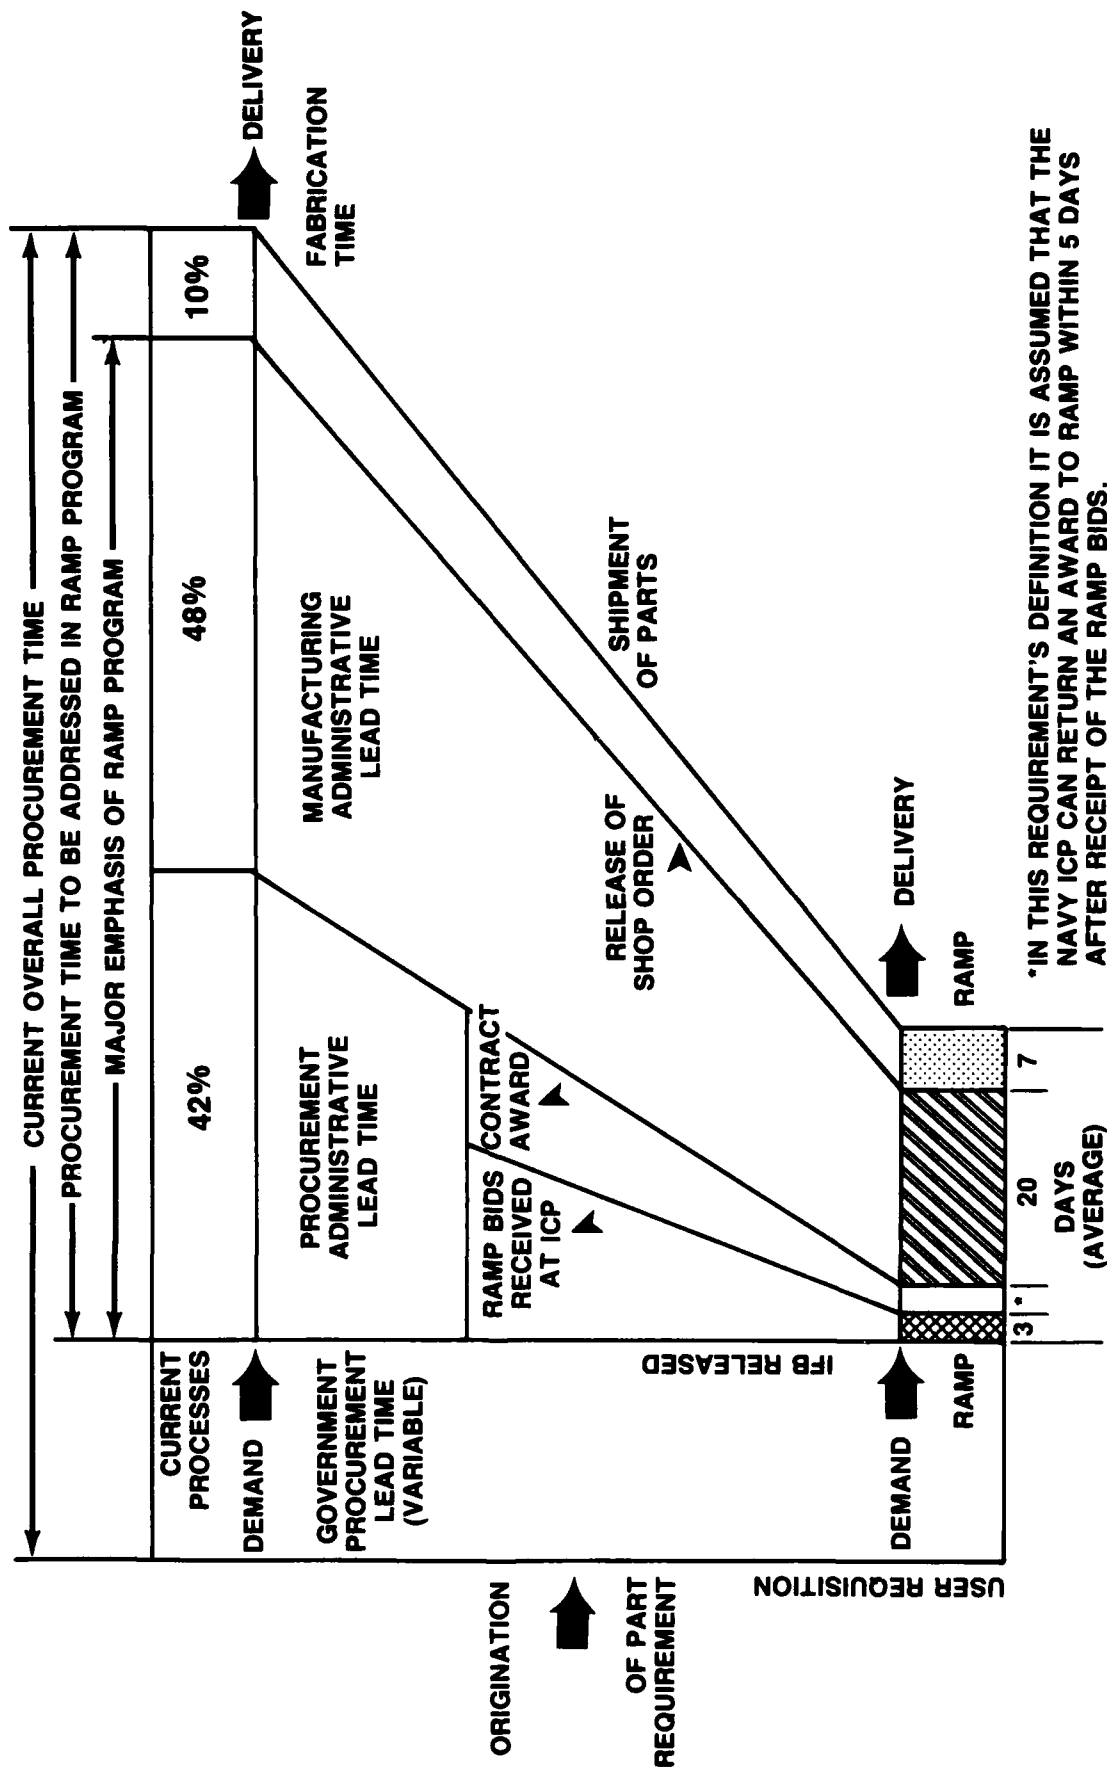 CURRENT OVERALL PROCUREMENT TIME
PROCUREMENT TIME TO BE ADDRESSED IN RAMP PROGRAM
MAJOR EMPHASIS OF RAMP PROGRAM
CURRENT
PROCESSES
42%
48%
10%
DEMAND
DELIVERY
GOVERNMENT
PROCUREMENT
LEAD TIME
(VARIABLE)
PROCUREMENT
ADMINISTRATIVE
LEAD TIME
MANUFACTURING
ADMINISTRATIVE
LEAD TIME
FABRICATION
TIME
ORIGINATION
OF PART
REQUIREMENT
USER REQUISITION
IFB RELEASED
RAMP BIDS
RECEIVED
AT ICP
CONTRACT
AWARD
RELEASE OF
SHOP ORDER
SHIPMENT
OF PARTS
DEMAND
DELIVERY
RAMP
RAMP
3
*
20
7
DAYS
(AVERAGE)
*IN THIS REQUIREMENT'S DEFINITION IT IS ASSUMED THAT THE
NAVY ICP CAN RETURN AN AWARD TO RAMP WITHIN 5 DAYS
AFTER RECEIPT OF THE RAMP BIDS.